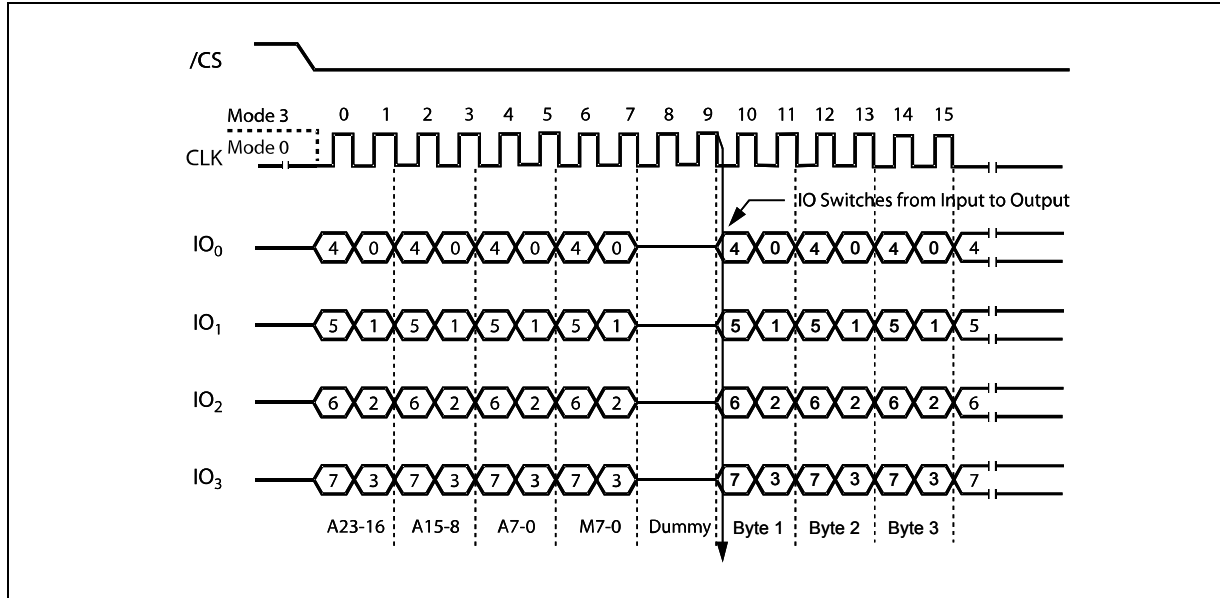 /CS
Mode 3 0 1 2 3 4 5 6 7 8 9 10 11 12 13 14 15
CLK Mode 0
IO Switches from Input to Output
IO0 4 0 4 0 4 0 4 0 4 0 4 0 4 0 4
IO1 5 1 5 1 5 1 5 1 5 1 5 1 5 1 5
IO2 6 2 6 2 6 2 6 2 6 2 6 2 6 2 6
IO3 7 3 7 3 7 3 7 3 7 3 7 3 7 3 7
A23-16 A15-8 A7-0 M7-0 Dummy Byte 1 Byte 2 Byte 3